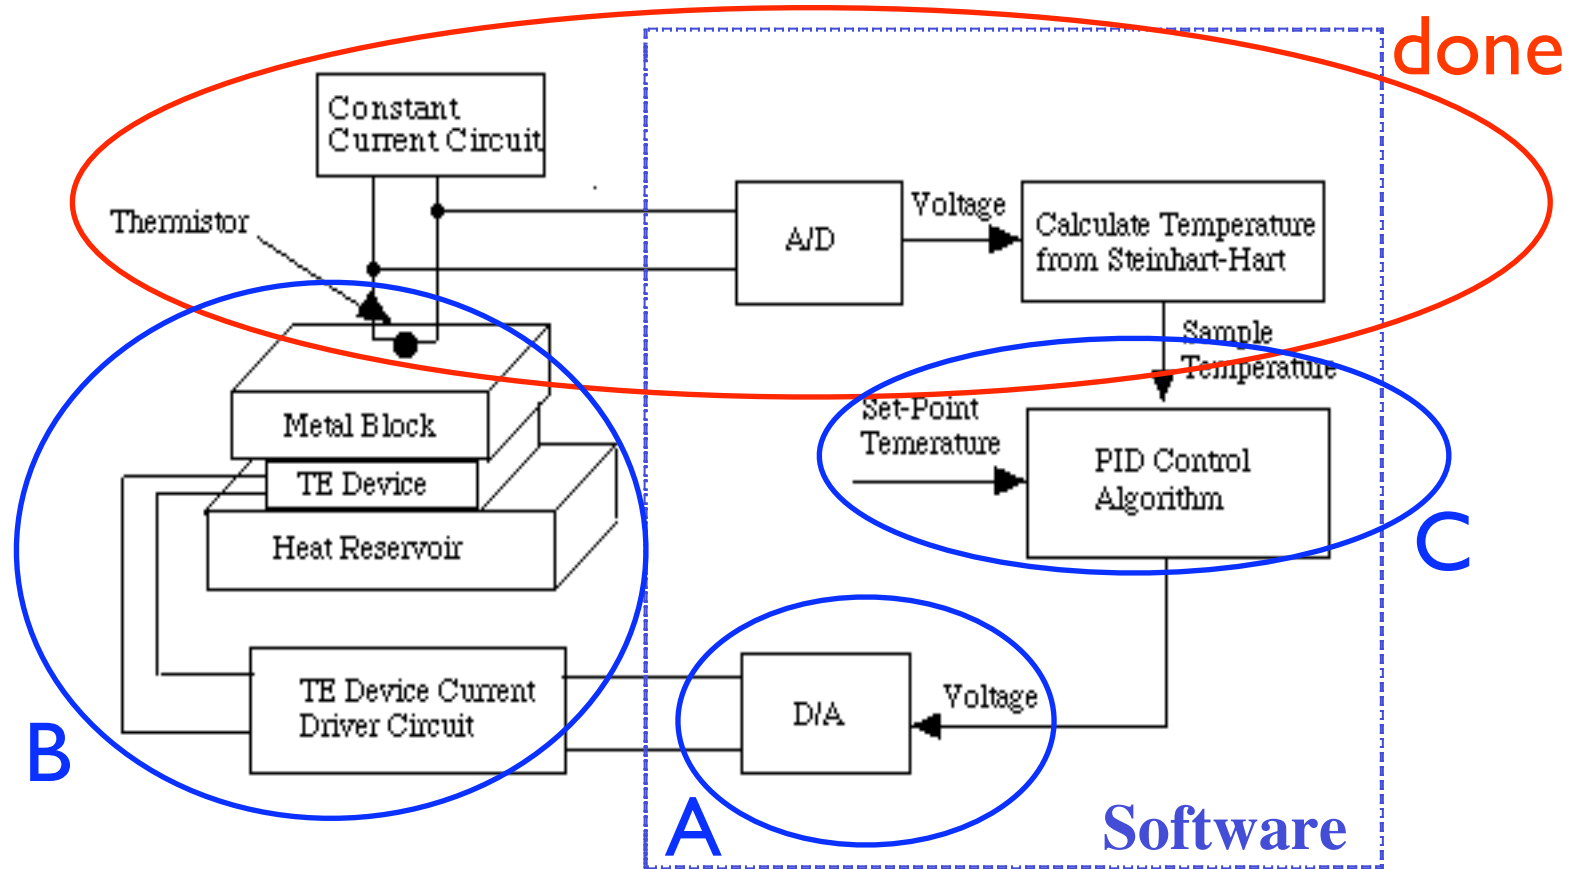 done
Constant
Current Circuit
Thermistor
A/D
Voltage
Calculate Temperature
from Steinhart-Hart
Sample
Temperature
Set-Point
Temerature
PID Control
Algorithm
C
Metal Block
TE Device
Heat Reservoir
TE Device Current
Driver Circuit
D/A
Voltage
B
A
Software